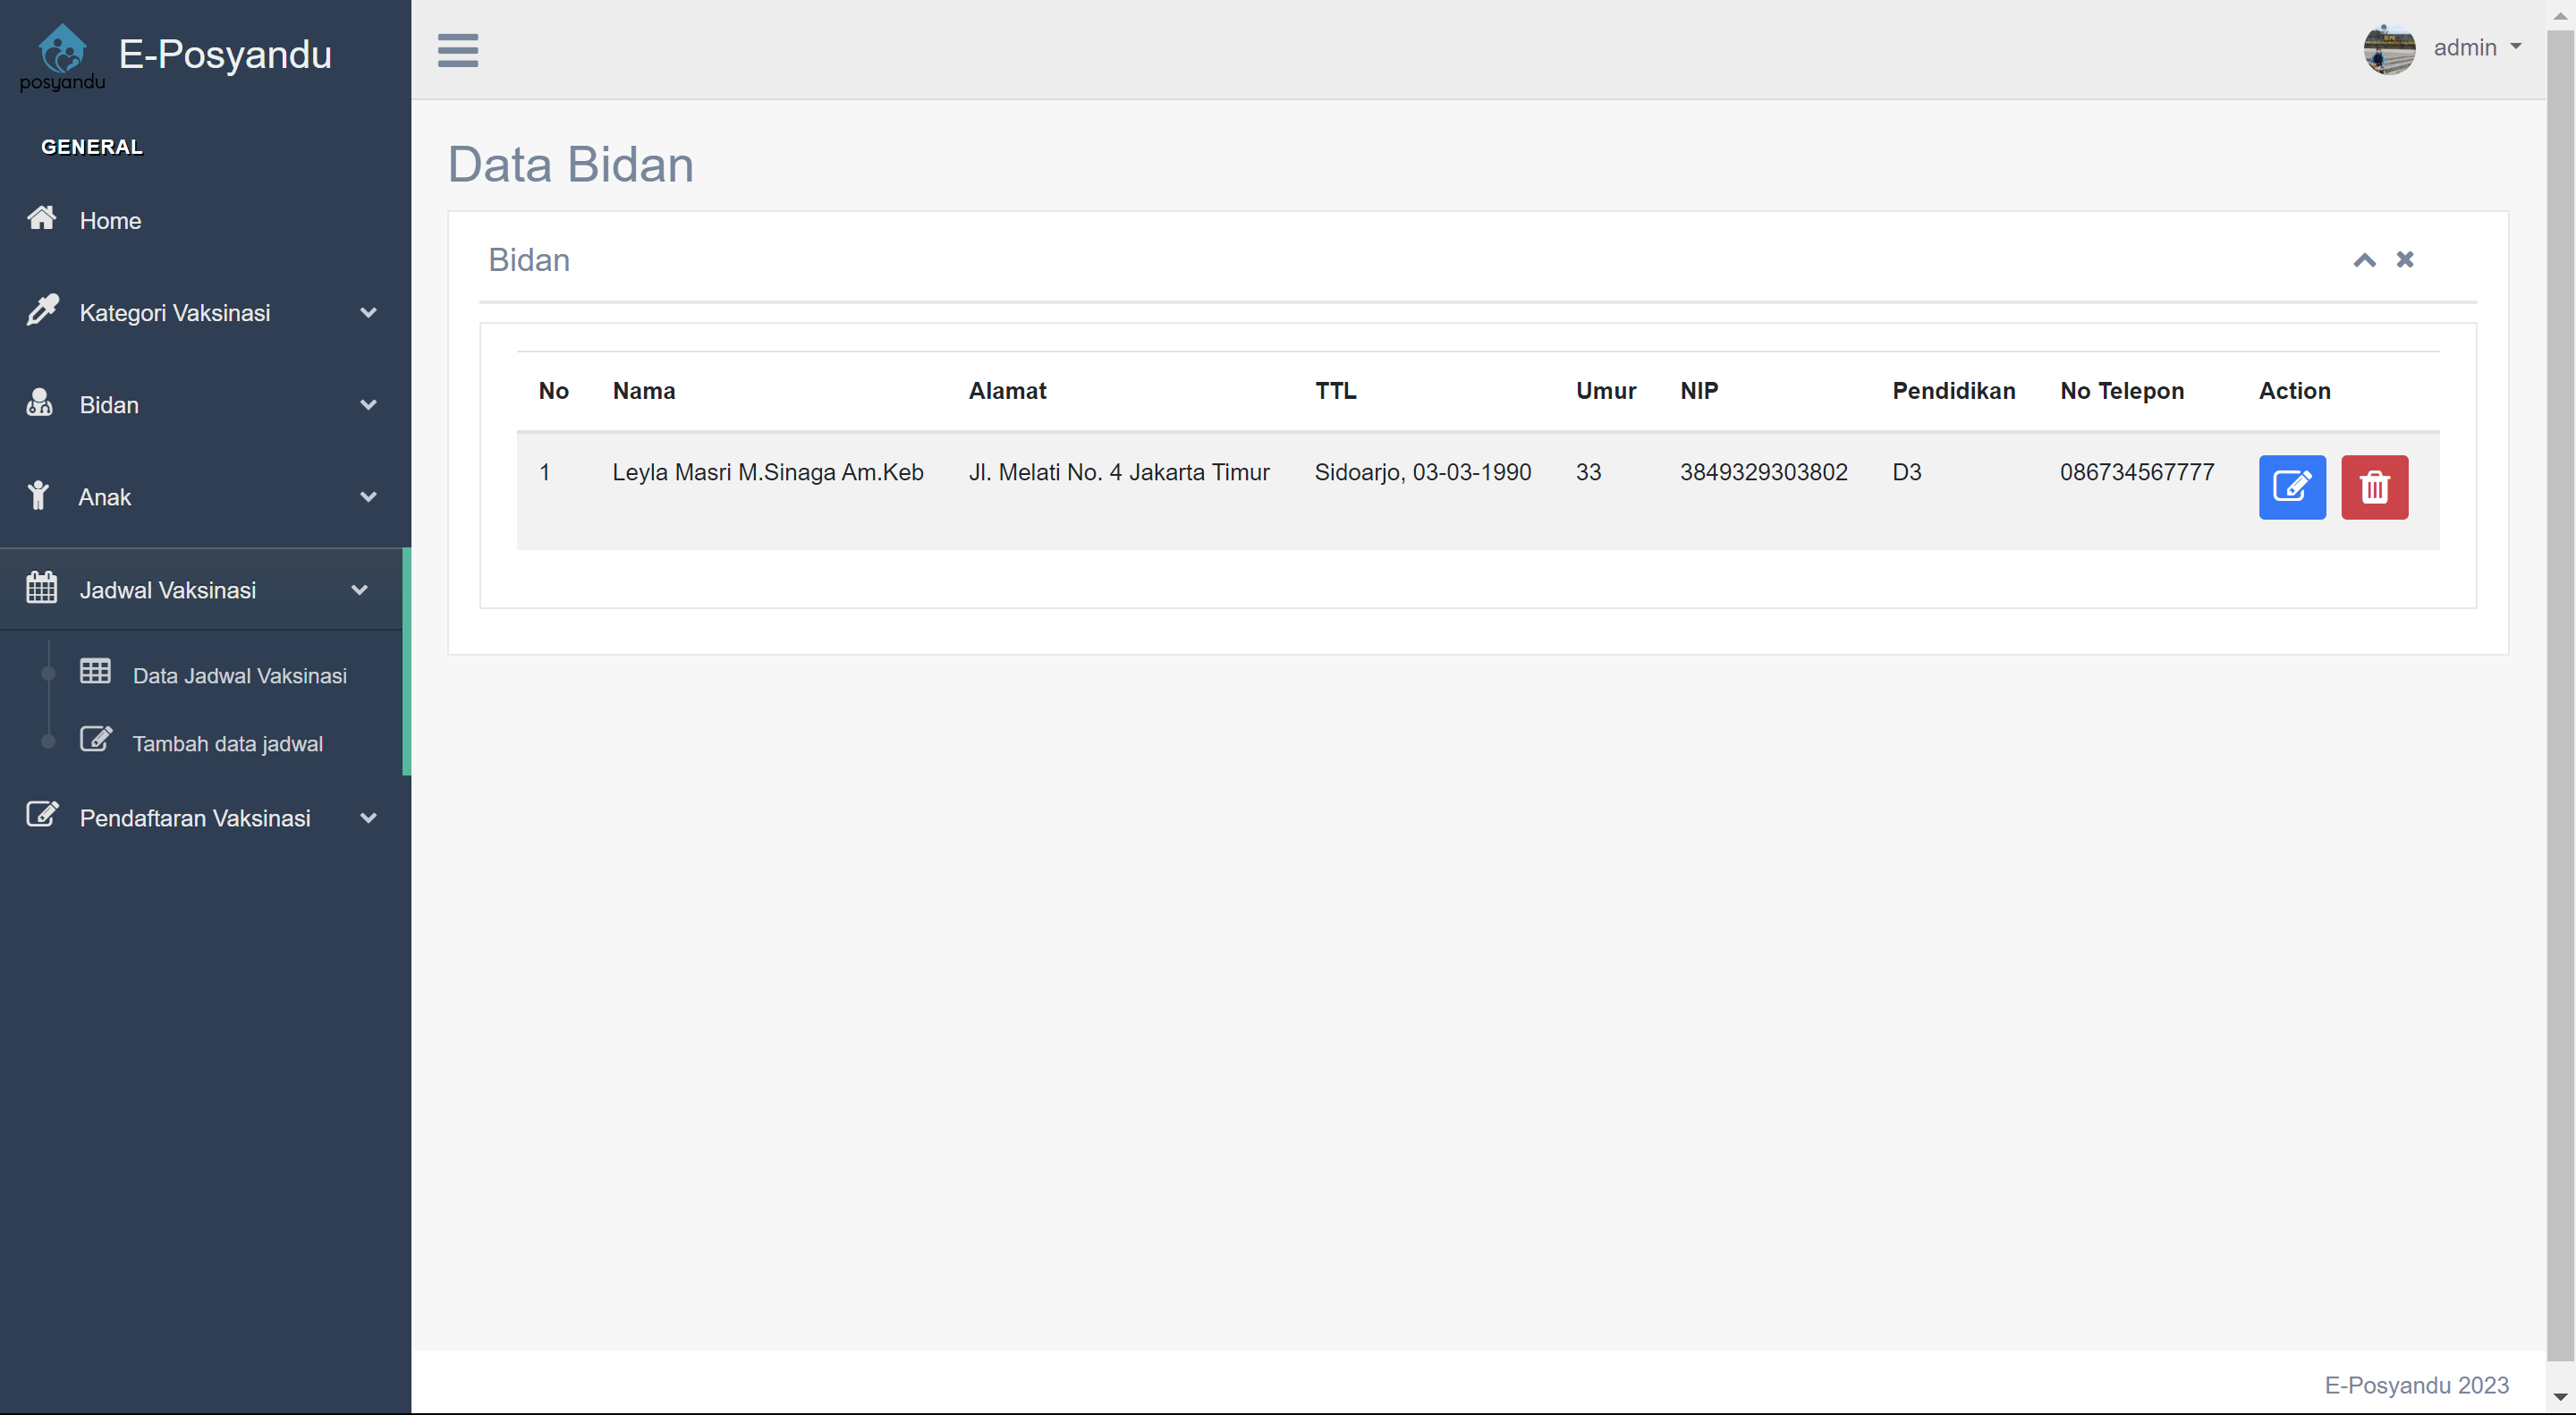 posyandu
E-Posyandu
admin
GENERAL
Home
Kategori Vaksinasi
Bidan
Anak
Jadwal Vaksinasi
Data Jadwal Vaksinasi
Tambah data jadwal
Pendaftaran Vaksinasi
Data Bidan
Bidan
No Nama Alamat TTL Umur NIP Pendidikan No Telepon Action
1 Leyla Masri M.Sinaga Am.Keb Jl. Melati No. 4 Jakarta Timur Sidoarjo, 03-03-1990 33 3849329303802 D3 086734567777
E-Posyandu 2023